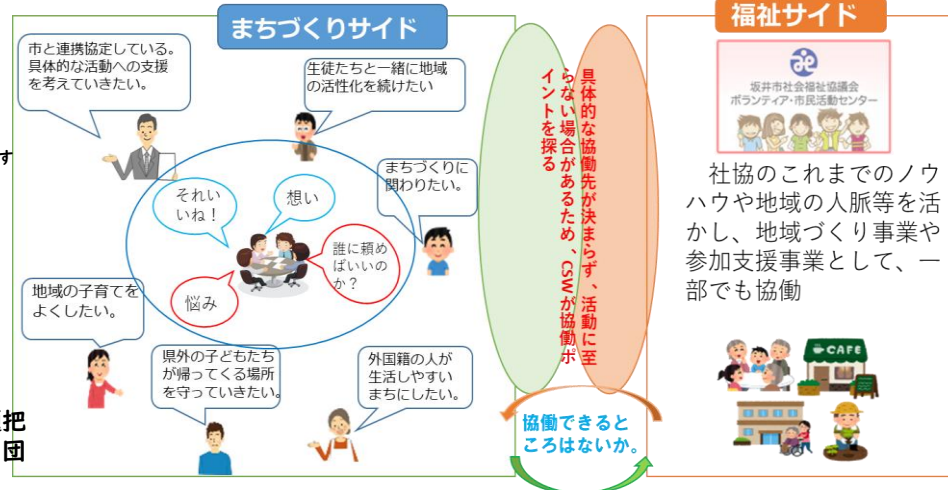 まちづくりサイド
市と連携協定している。
具体的な活動への支援
を考えていきたい。
生徒たちと一緒に地域
の活性化を続けたい
す
まちづくりに
関わりたい。
それい
いね！
想い
誰に頼め
ばいいの
か？
悩み
地域の子育てを
よくしたい。
県外の子どもたち
が帰ってくる場所
を守っていきたい。
外国籍の人が
生活しやすい
まちにしたい。
把
団
具体的な協働先が決まらず、活動に至
らない場合があるため、CSWが協働ポ
イントを探る
協働できると
ころはないか。
福祉サイド
坂井市社会福祉協議会
ボランティア・市民活動センター
社協のこれまでのノウ
ハウや地域の人脈等を活
かし、地域づくり事業や
参加支援事業として、一
部でも協働
CAFE